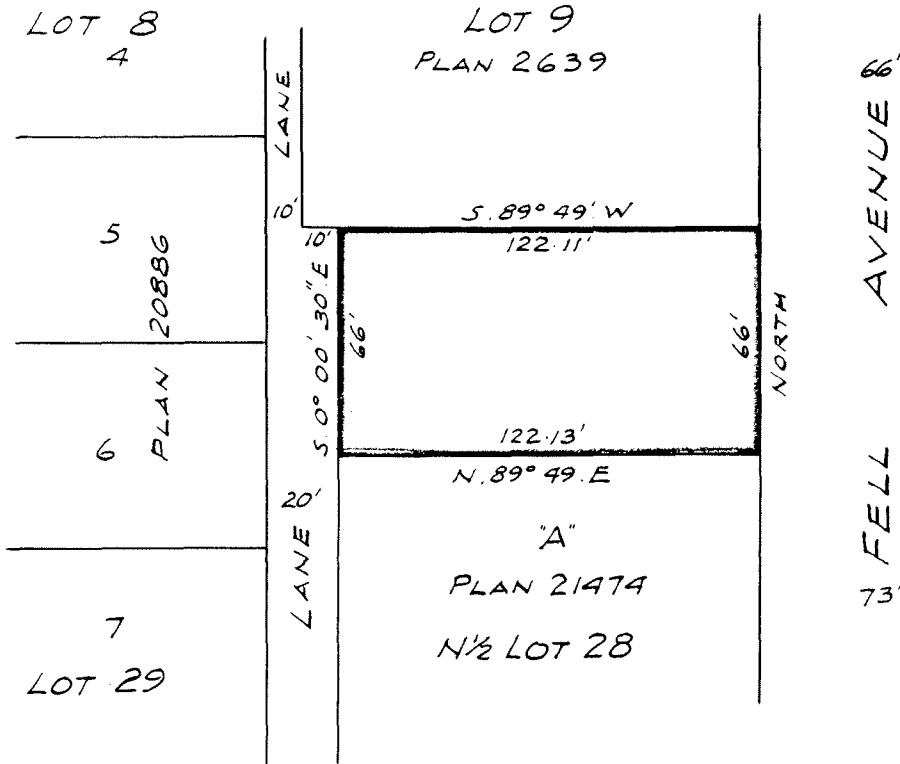 LOT 8
4
LANE
10'
LOT 9
PLAN 2639
66'
FELL AVENUE
73'
5
PLAN 20886
6
10'
S. 89° 49' W
122.11'
S 0° 00' 30" E
66'
66'
NORTH
122.13'
N. 89° 49. E
20'
LANE
"A"
PLAN 21474
N½ LOT 28
7
LOT 29